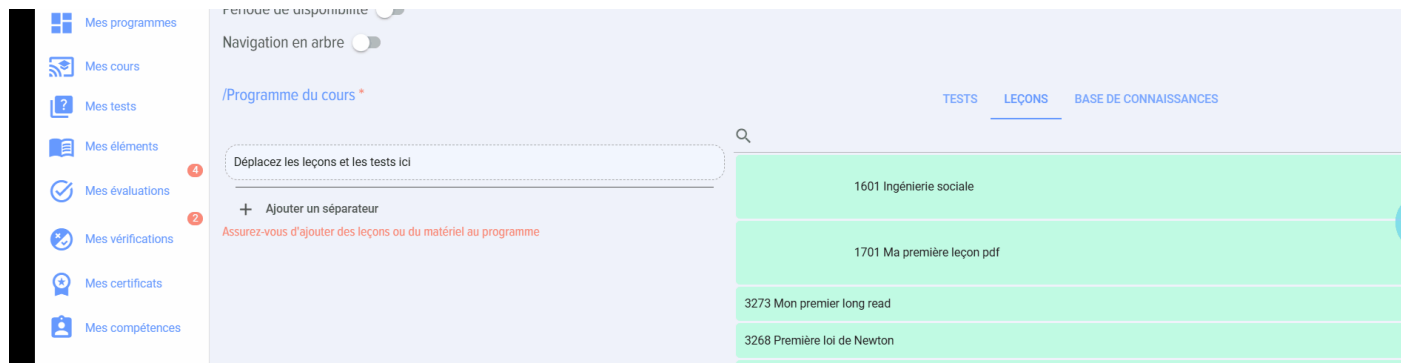 Mes programmes
Mes cours
Mes tests
Mes éléments
4
Mes évaluations
2
Mes vérifications
Mes certificats
Mes compétences
Période de disponibilité
Navigation en arbre
/Programme du cours *
Déplacez les leçons et les tests ici
Ajouter un séparateur
Assurez-vous d'ajouter des leçons ou du matériel au programme
TESTS LEÇONS BASE DE CONNAISSANCES
1601 Ingénierie sociale
1701 Ma première leçon pdf
3273 Mon premier long read
3268 Première loi de Newton